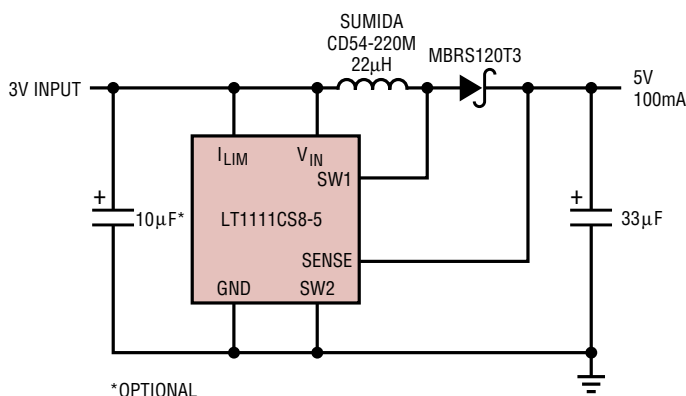 SUMIDA
CD54-220M
22µH
MBRS120T3
3V INPUT
5V
100mA
ILIM
VIN
SW1
+
10µF*
LT1111CS8-5
+
33µF
SENSE
GND
SW2
*OPTIONAL